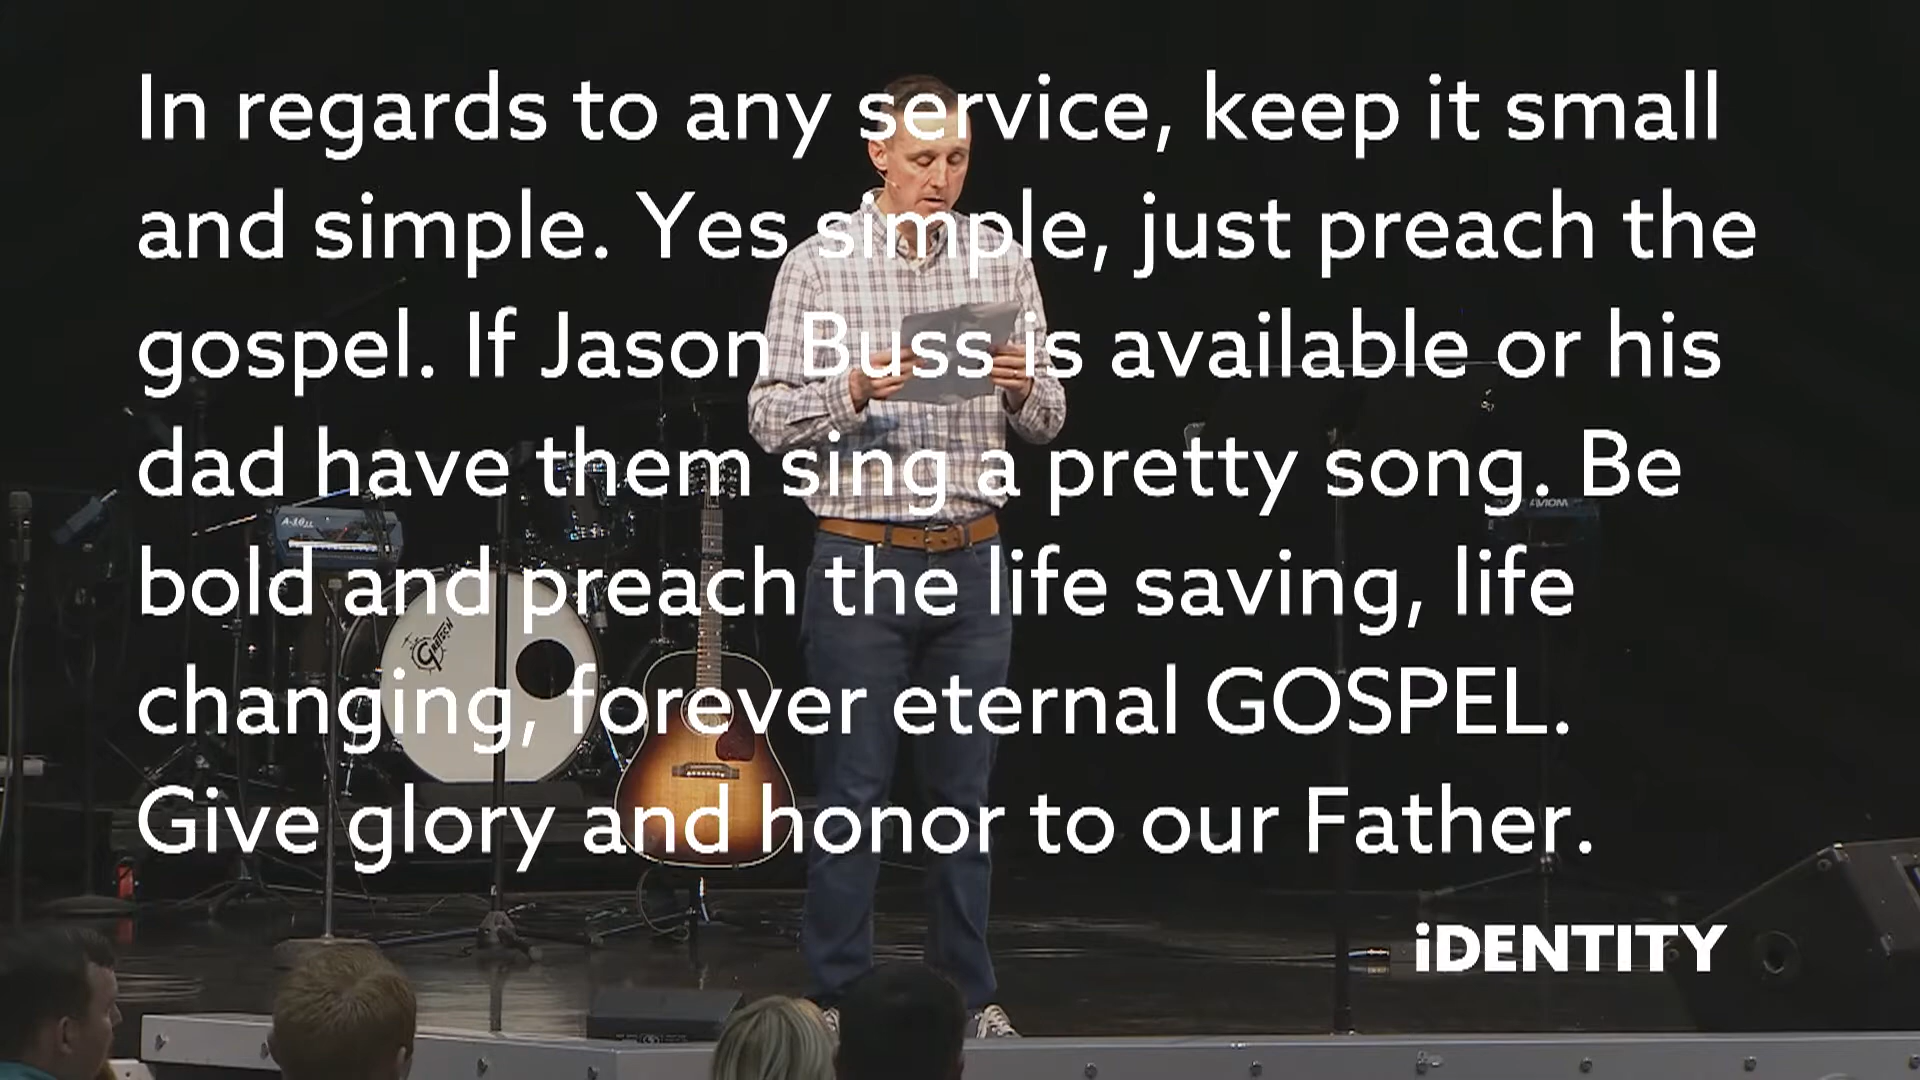 In regards to any service, keep it small
and simple. Yes simple, just preach the
gospel. If Jason Buss is available or his
dad have them sing a pretty song. Be
bold and preach the life saving, life
changing, forever eternal GOSPEL.
Give glory and honor to our Father.
iDENTITY
GRETSCH
AVIOM